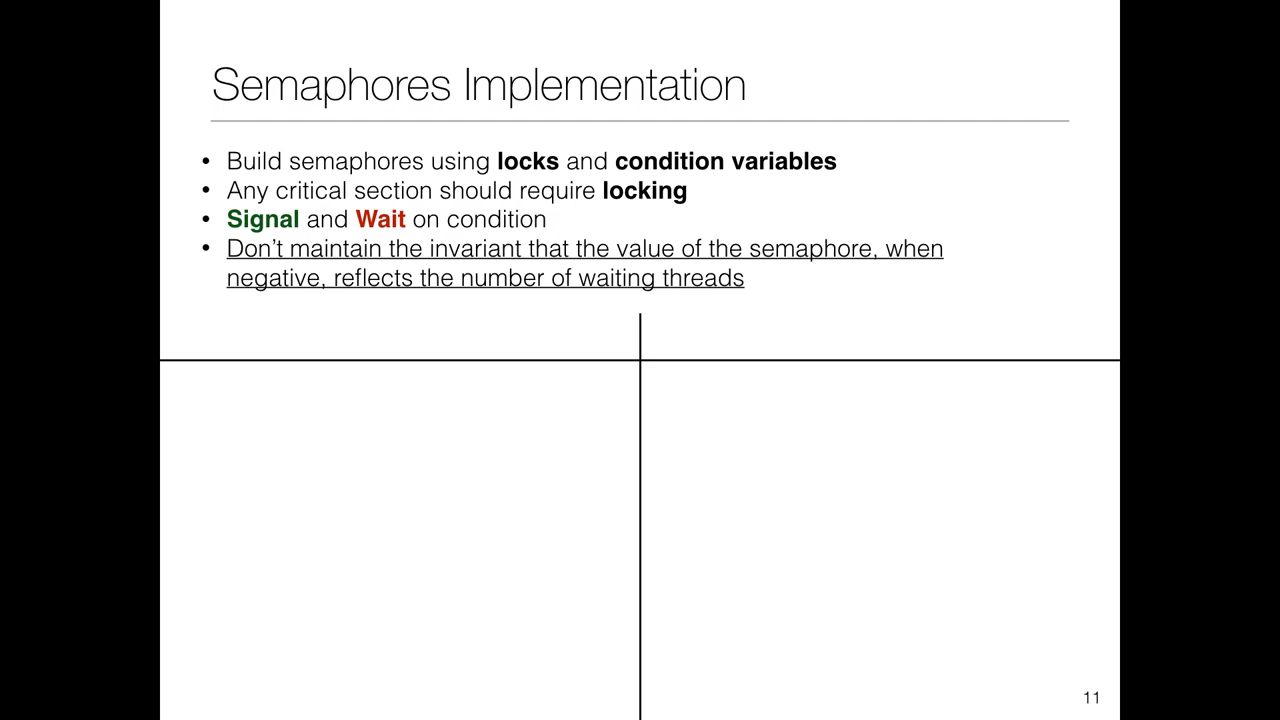 Semaphores Implementation
• Build semaphores using locks and condition variables
• Any critical section should require locking
• Signal and Wait on condition
• Don’t maintain the invariant that the value of the semaphore, when
negative, reflects the number of waiting threads
11